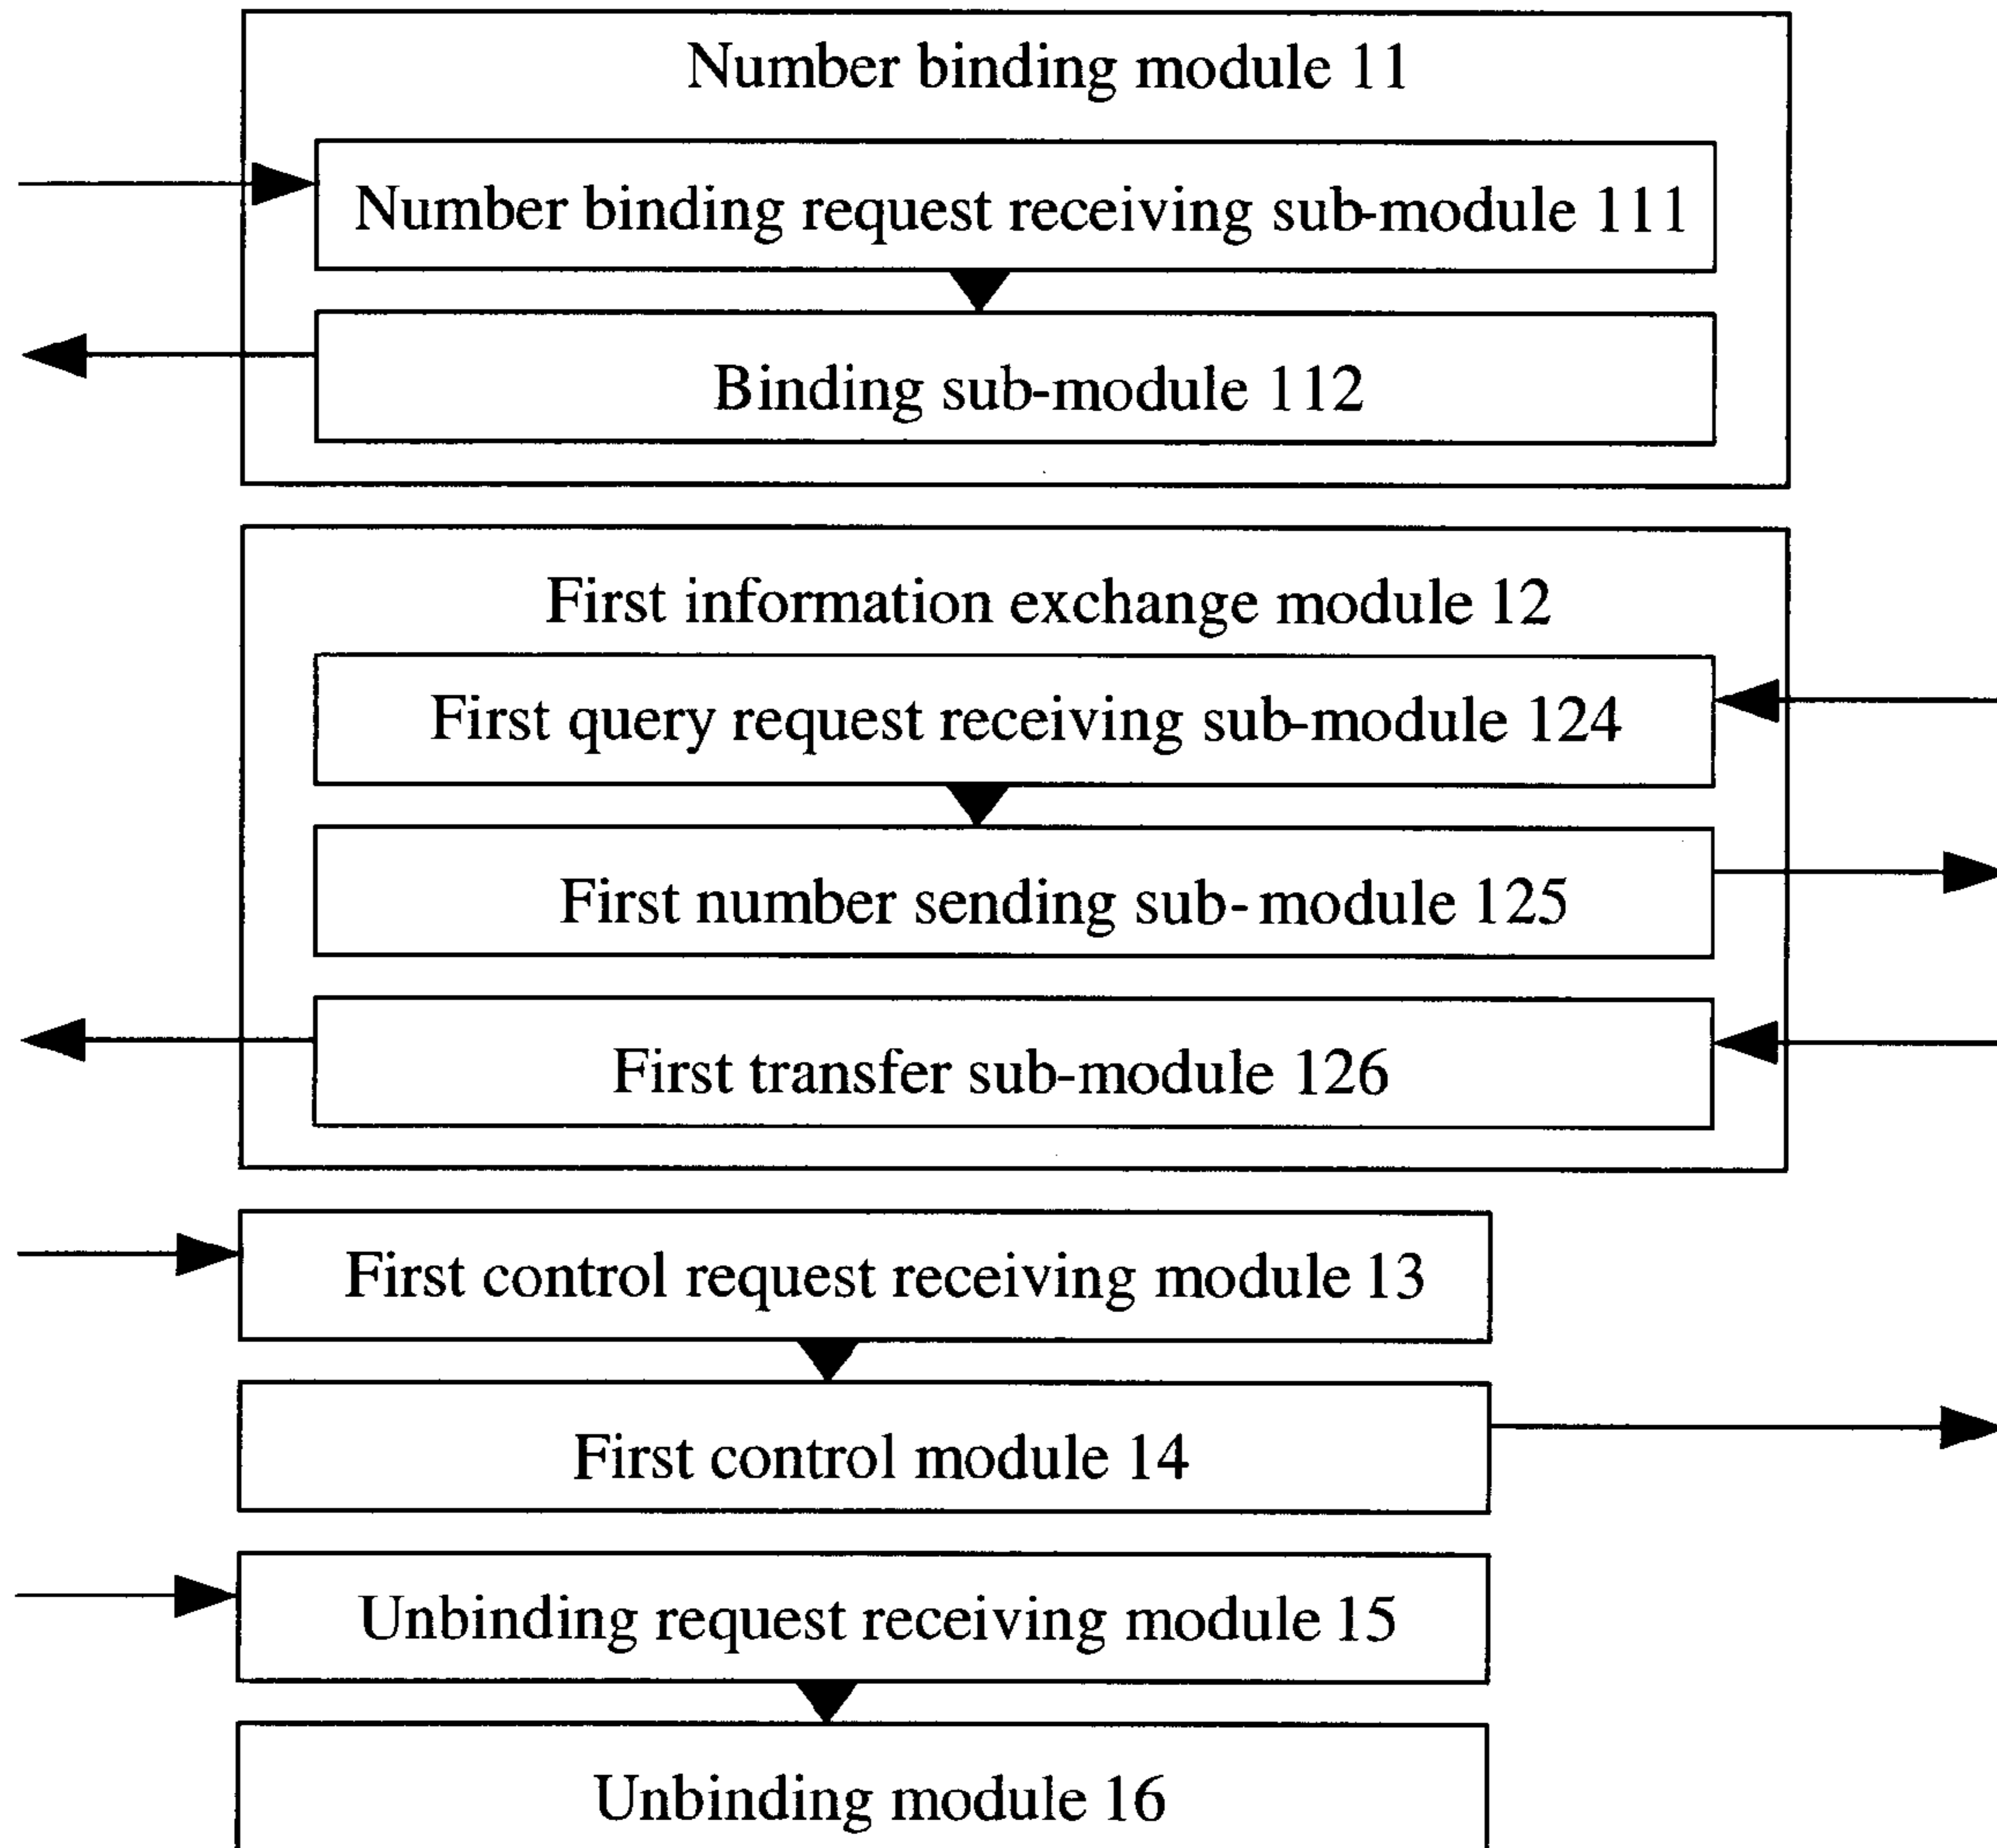 Number binding module 11
Number binding request receiving sub-module 111
Binding sub-module 112
First information exchange module 12
First query request receiving sub-module 124
First number sending sub-module 125
First transfer sub-module 126
First control request receiving module 13
First control module 14
Unbinding request receiving module 15
Unbinding module 16